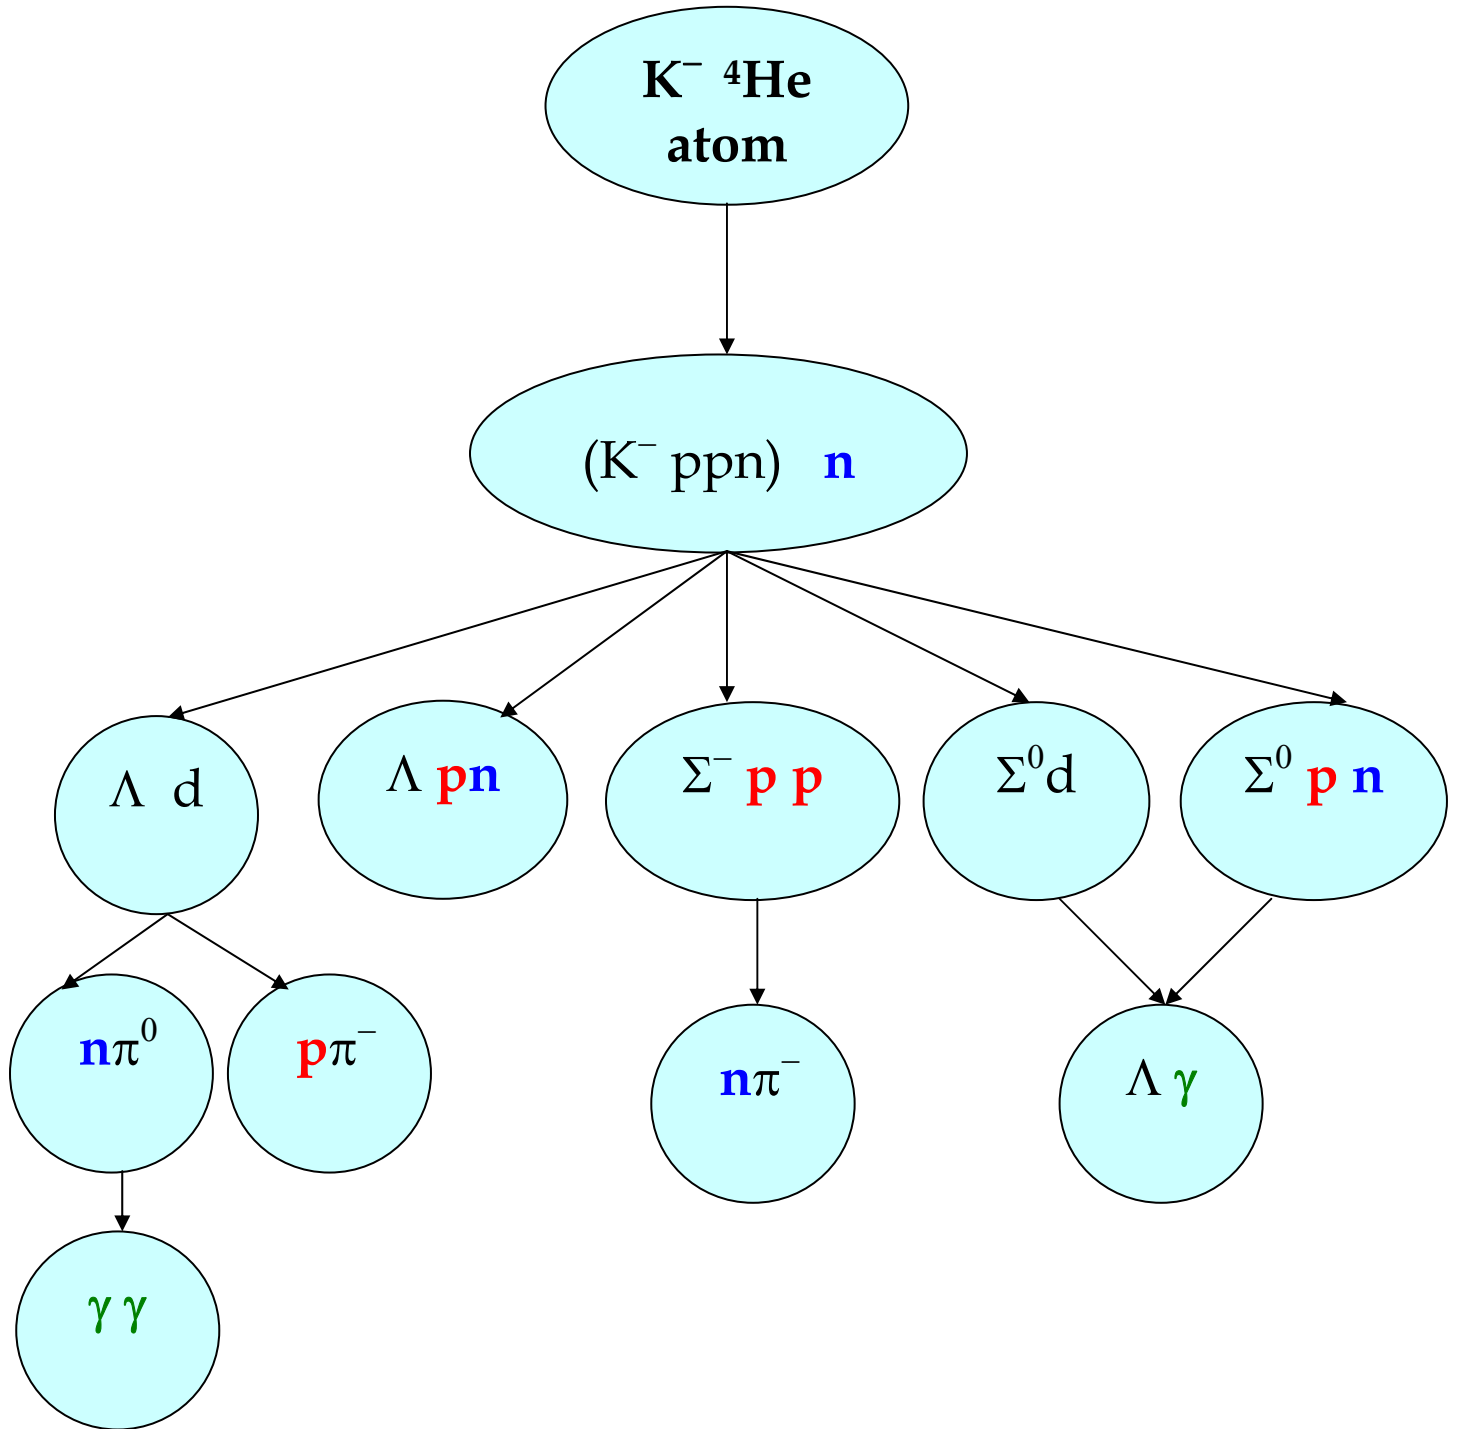 K⁻ ⁴He
atom
(K⁻ ppn) n
Λ d
Λ pn
Σ⁻ p p
Σ⁰d
Σ⁰ p n
nπ⁰
pπ⁻
nπ⁻
Λ γ
γ γ